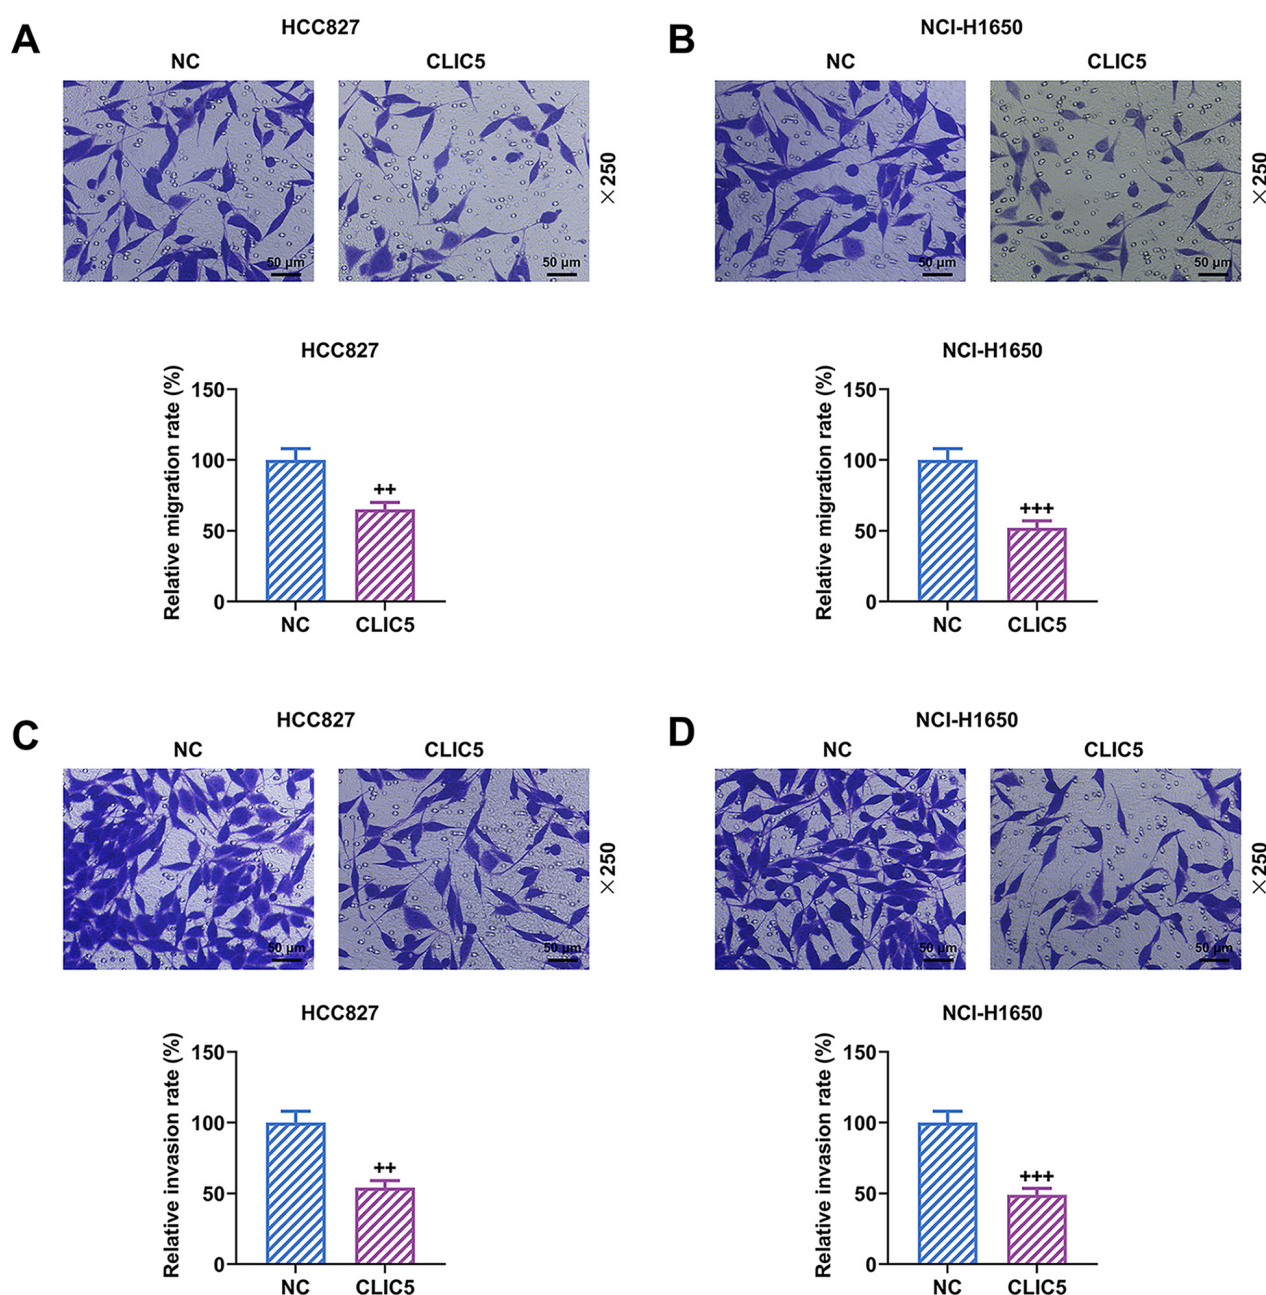 A
HCC827
NC CLIC5
50 µm 50 µm
×250
HCC827
Relative migration rate (%)
150
100
50
0
++
NC CLIC5
B
NCI-H1650
NC CLIC5
50 µm 50 µm
×250
NCI-H1650
Relative migration rate (%)
150
100
50
0
+++
NC CLIC5
C
HCC827
NC CLIC5
50 µm 50 µm
×250
HCC827
Relative invasion rate (%)
150
100
50
0
++
NC CLIC5
D
NCI-H1650
NC CLIC5
50 µm 50 µm
×250
NCI-H1650
Relative invasion rate (%)
150
100
50
0
+++
NC CLIC5